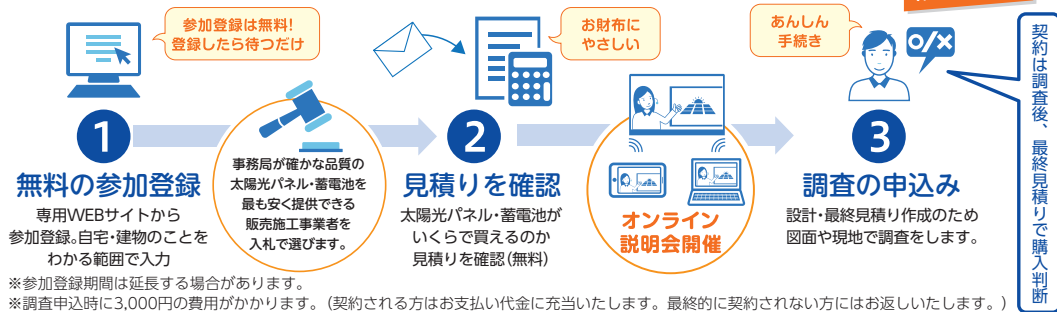 参加登録は無料!
登録したら待つだけ
お財布に
やさしい
あんしん
手続き
o/x
契約は調査後、最終見積りで購入判断
1
無料の参加登録
専用WEBサイトから
参加登録。自宅・建物のことを
わかる範囲で入力
事務局が確かな品質の
太陽光パネル・蓄電池を
最も安く提供できる
販売施工事業者を
入札で選びます。
2
見積りを確認
太陽光パネル・蓄電池が
いくらで買えるのか
見積りを確認(無料)
オンライン
説明会開催
3
調査の申込み
設計・最終見積り作成のため
図面や現地で調査をします。
※参加登録期間は延長する場合があります。
※調査申込時に3,000円の費用がかかります。(契約される方はお支払い代金に充当いたします。最終的に契約されない方にはお返しいたします。)